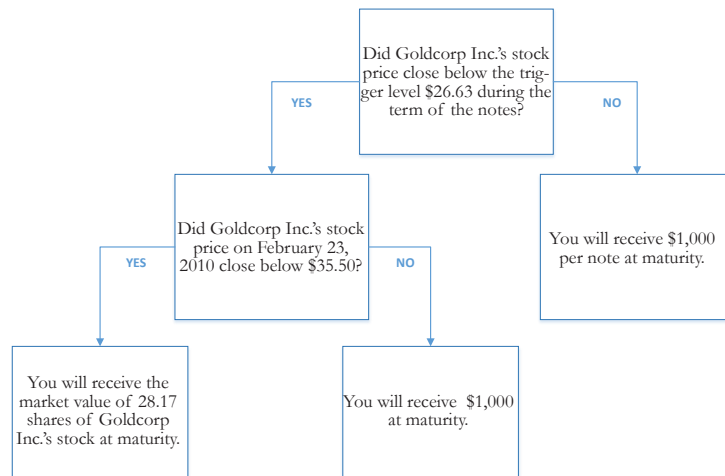 Did Goldcorp Inc.'s stock
price close below the trig-
ger level $26.63 during the
term of the notes?
YES
NO
Did Goldcorp Inc.'s stock
price on February 23,
2010 close below $35.50?
You will receive $1,000
per note at maturity.
YES
NO
You will receive the
market value of 28.17
shares of Goldcorp
Inc.'s stock at maturity.
You will receive $1,000
at maturity.